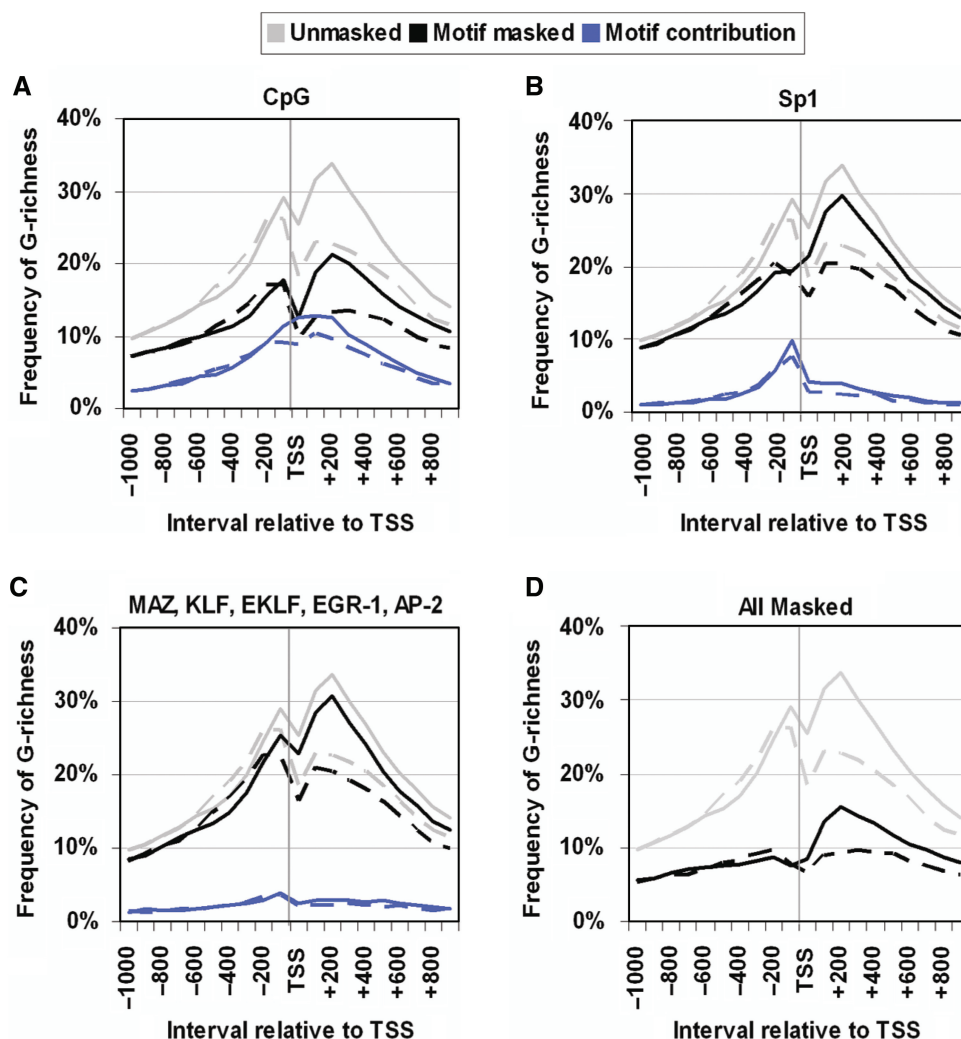 Unmasked Motif masked Motif contribution
A
CpG
Frequency of G-richness
40%
30%
20%
10%
0%
−1000
−800
−600
−400
−200
TSS
+200
+400
+600
+800
Interval relative to TSS
B
Sp1
Frequency of G-richness
40%
30%
20%
10%
0%
−1000
−800
−600
−400
−200
TSS
+200
+400
+600
+800
Interval relative to TSS
C
MAZ, KLF, EKLF, EGR-1, AP-2
Frequency of G-richness
40%
30%
20%
10%
0%
−1000
−800
−600
−400
−200
TSS
+200
+400
+600
+800
Interval relative to TSS
D
All Masked
Frequency of G-richness
40%
30%
20%
10%
0%
−1000
−800
−600
−400
−200
TSS
+200
+400
+600
+800
Interval relative to TSS